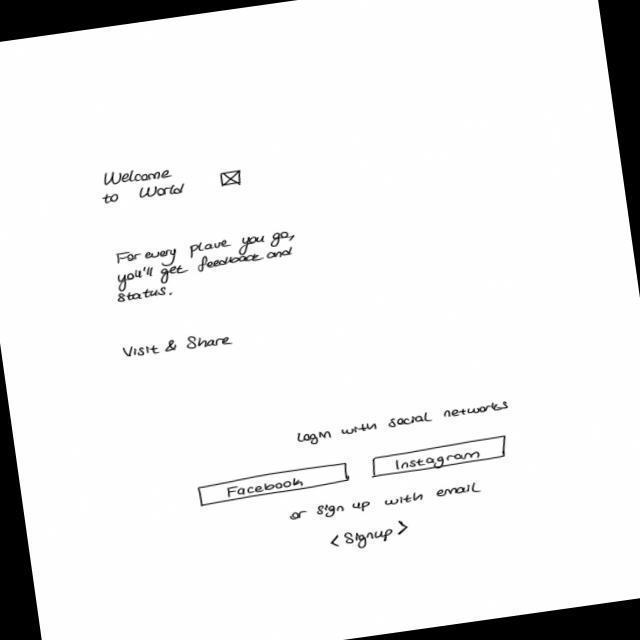 Welcome
to World
For every plave you go,
you'll get feedback and
status.
Visit & Share
Login with social networks
Facebook
Instagram
or sign up with email
<Signup>